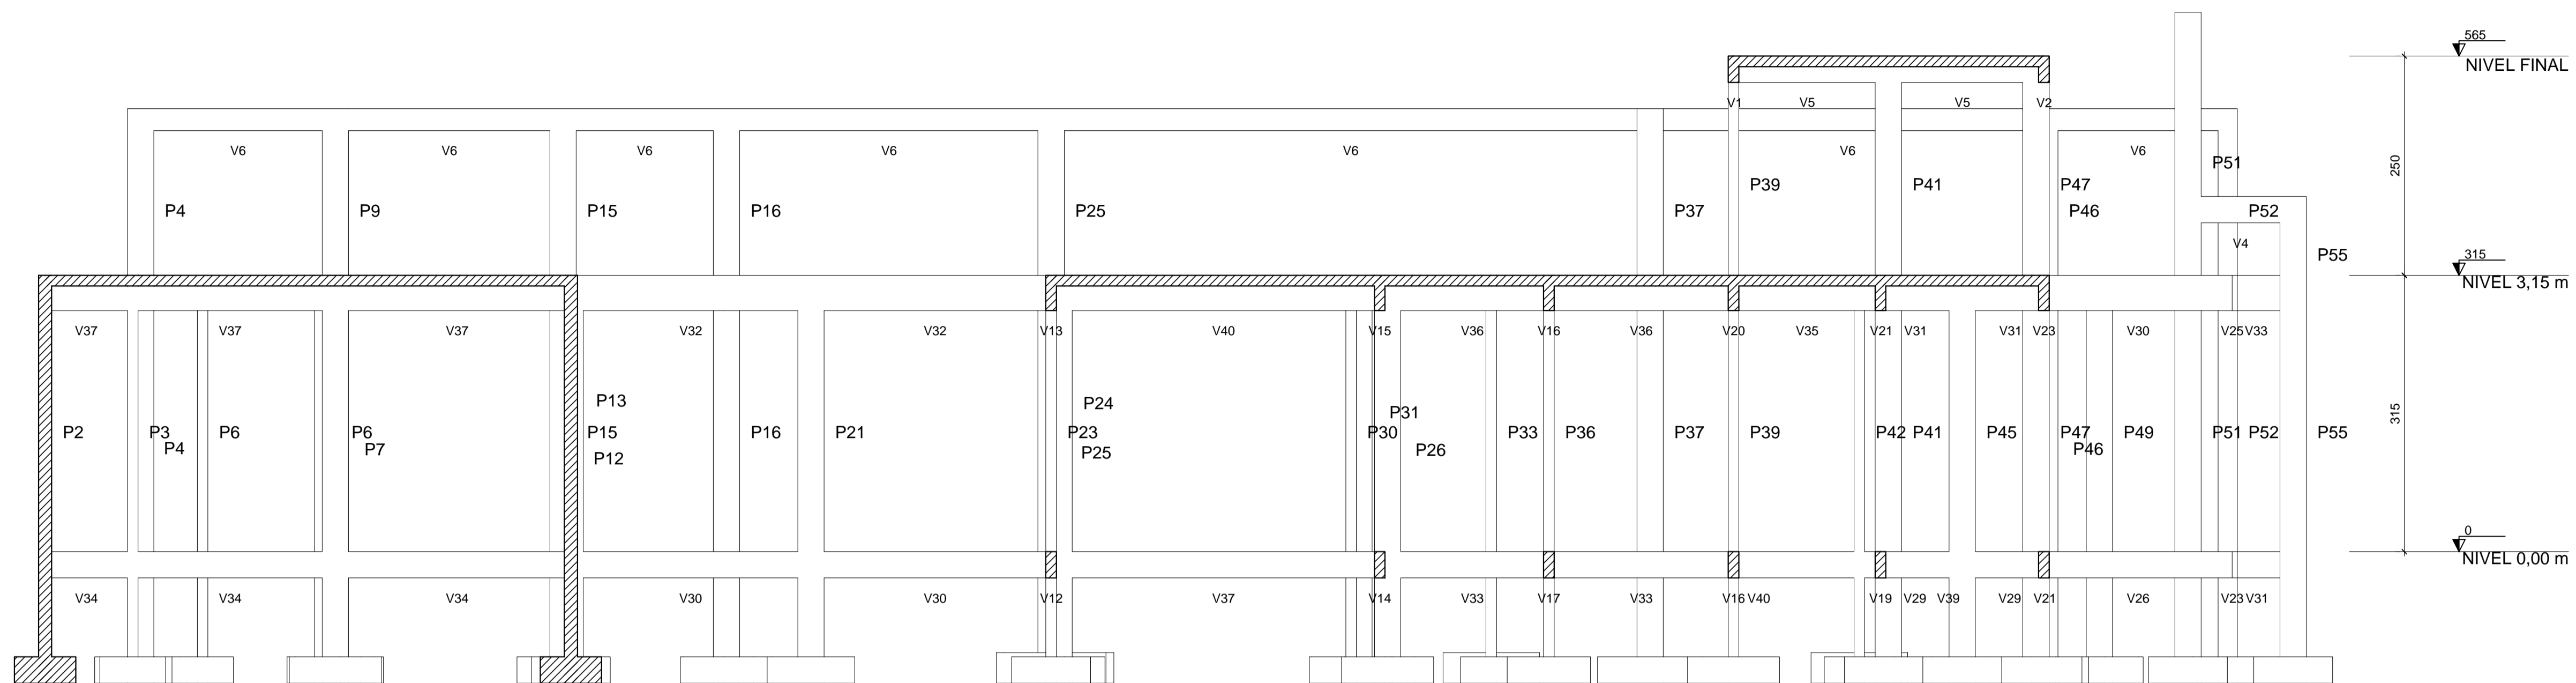 565
NIVEL FINAL
V1 V5 V5 V2
V6 V6 V6 V6 V6 V6 V6
250
P51
P39 P41 P47
P4 P9 P15 P16 P25 P37 P46 P52
V4
P55
315
NIVEL 3,15 m
V37 V37 V37 V32 V32 V13 V40 V15 V36 V16 V36 V20 V35 V21 V31 V31 V23 V30 V25 V33
P13 P24 P31
315
P2 P3 P6 P6 P15 P16 P21 P23 P30 P33 P36 P37 P39 P42 P41 P45 P47 P49 P51 P52 P55
P4 P7 P12 P25 P26 P46
0
NIVEL 0,00 m
V34 V34 V34 V30 V30 V12 V37 V14 V33 V17 V33 V16 V40 V19 V29 V39 V29 V21 V26 V23 V31